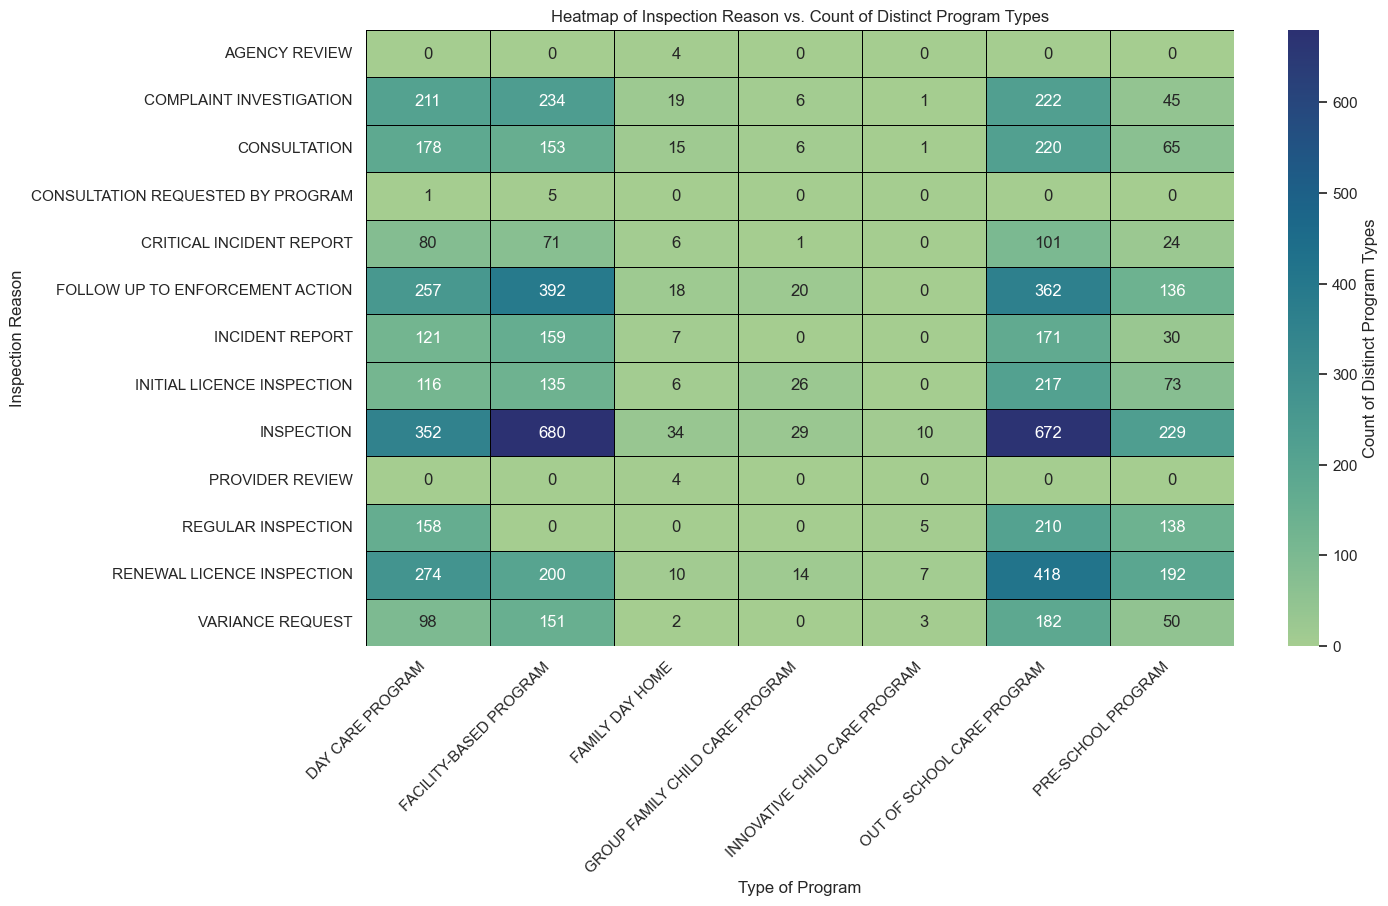 Heatmap of Inspection Reason vs. Count of Distinct Program Types
Inspection Reason
AGENCY REVIEW 0 0 4 0 0 0 0
COMPLAINT INVESTIGATION 211 234 19 6 1 222 45
CONSULTATION 178 153 15 6 1 220 65
CONSULTATION REQUESTED BY PROGRAM 1 5 0 0 0 0 0
CRITICAL INCIDENT REPORT 80 71 6 1 0 101 24
FOLLOW UP TO ENFORCEMENT ACTION 257 392 18 20 0 362 136
INCIDENT REPORT 121 159 7 0 0 171 30
INITIAL LICENCE INSPECTION 116 135 6 26 0 217 73
INSPECTION 352 680 34 29 10 672 229
PROVIDER REVIEW 0 0 4 0 0 0 0
REGULAR INSPECTION 158 0 0 0 5 210 138
RENEWAL LICENCE INSPECTION 274 200 10 14 7 418 192
VARIANCE REQUEST 98 151 2 0 3 182 50
DAY CARE PROGRAM
FACILITY-BASED PROGRAM
FAMILY DAY HOME
GROUP FAMILY CHILD CARE PROGRAM
INNOVATIVE CHILD CARE PROGRAM
OUT OF SCHOOL CARE PROGRAM
PRE-SCHOOL PROGRAM
Type of Program
600
500
400
300
200
100
0
Count of Distinct Program Types